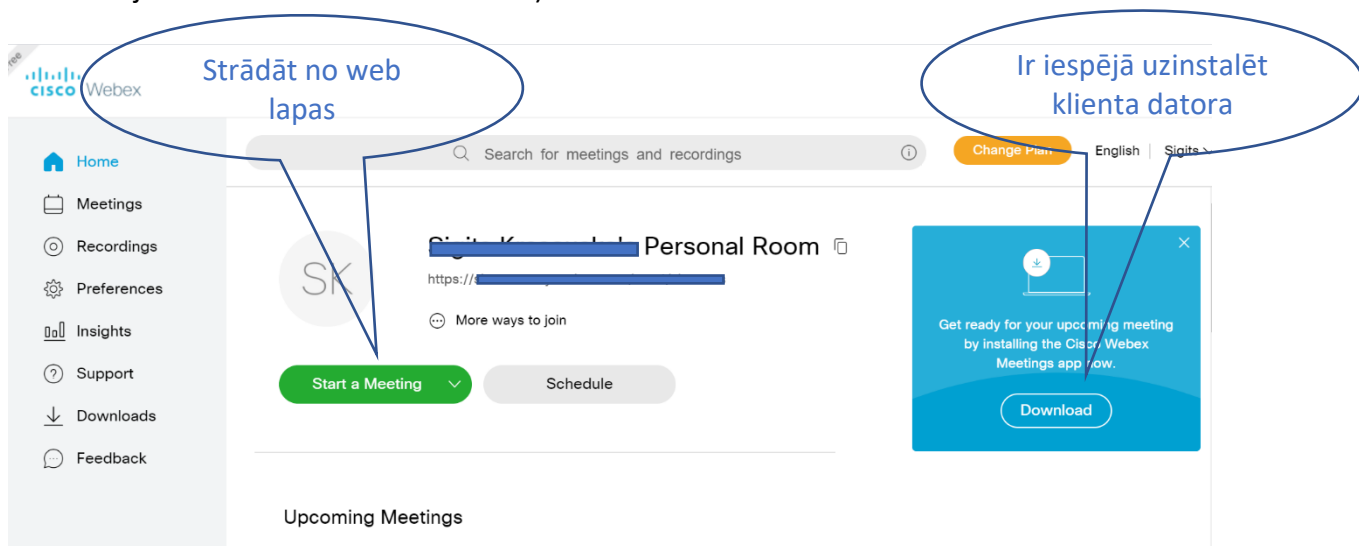 Strādāt no web
lapas
Ir iespējā uzinstalēt
klienta datora
Free
CISCO Webex
Search for meetings and recordings
Change Plan
English
Sigits
Home
Meetings
Recordings
Preferences
Insights
Support
Downloads
Feedback
SK
Personal Room
https://
More ways to join
Start a Meeting
Schedule
Get ready for your upcoming meeting
by installing the Cisco Webex
Meetings app now.
Download
Upcoming Meetings